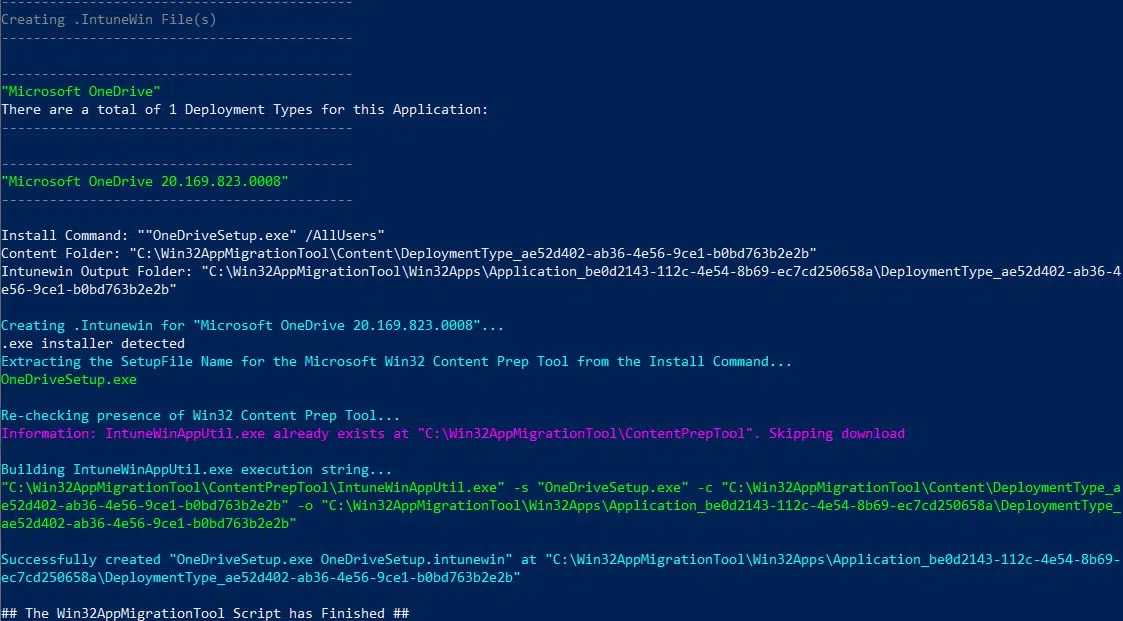 --------------------------------------------
Creating .IntuneWin File(s)
--------------------------------------------
--------------------------------------------
"Microsoft OneDrive"
There are a total of 1 Deployment Types for this Application:
--------------------------------------------
--------------------------------------------
"Microsoft OneDrive 20.169.823.0008"
--------------------------------------------
Install Command: ""OneDriveSetup.exe" /AllUsers"
Content Folder: "C:\Win32AppMigrationTool\Content\DeploymentType_ae52d402-ab36-4e56-9ce1-b0bd763b2e2b"
Intunewin Output Folder: "C:\Win32AppMigrationTool\Win32Apps\Application_be0d2143-112c-4e54-8b69-ec7cd250658a\DeploymentType_ae52d402-ab36-4
e56-9ce1-b0bd763b2e2b"
Creating .Intunewin for "Microsoft OneDrive 20.169.823.0008"...
.exe installer detected
Extracting the SetupFile Name for the Microsoft Win32 Content Prep Tool from the Install Command...
OneDriveSetup.exe
Re-checking presence of Win32 Content Prep Tool...
Information: IntuneWinAppUtil.exe already exists at "C:\Win32AppMigrationTool\ContentPrepTool". Skipping download
Building IntuneWinAppUtil.exe execution string...
"C:\Win32AppMigrationTool\ContentPrepTool\IntuneWinAppUtil.exe" -s "OneDriveSetup.exe" -c "C:\Win32AppMigrationTool\Content\DeploymentType_a
e52d402-ab36-4e56-9ce1-b0bd763b2e2b" -o "C:\Win32AppMigrationTool\Win32Apps\Application_be0d2143-112c-4e54-8b69-ec7cd250658a\DeploymentType_
ae52d402-ab36-4e56-9ce1-b0bd763b2e2b"
Successfully created "OneDriveSetup.exe OneDriveSetup.intunewin" at "C:\Win32AppMigrationTool\Win32Apps\Application_be0d2143-112c-4e54-8b69-
ec7cd250658a\DeploymentType_ae52d402-ab36-4e56-9ce1-b0bd763b2e2b"
## The Win32AppMigrationTool Script has Finished ##